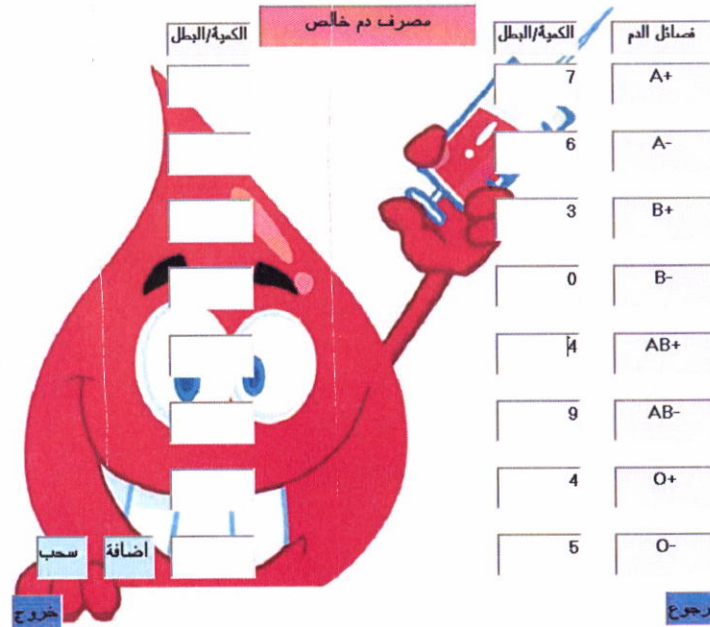 مصرف دم خالص
فصائل الدم الكمية/البطل الكمية/البطل
A+ 7
A- 6
B+ 3
B- 0
AB+ 4
AB- 9
O+ 4
O- 5
اضافة سحب
رجوع خروج